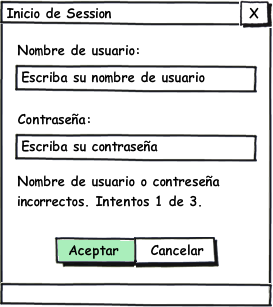 Inicio de Session X
Nombre de usuario:
Escriba su nombre de usuario
Contraseña:
Escriba su contraseña
Nombre de usuario o contreseña
incorrectos. Intentos 1 de 3.
Aceptar Cancelar